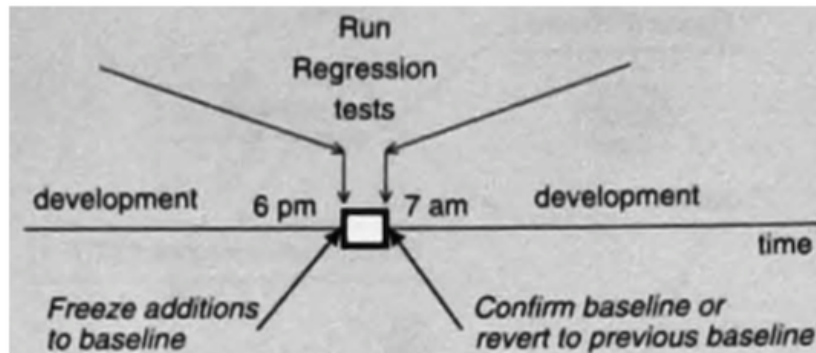 Run
Regression
tests
development
6 pm
7 am
development
time
Freeze additions
to baseline
Confirm baseline or
revert to previous baseline